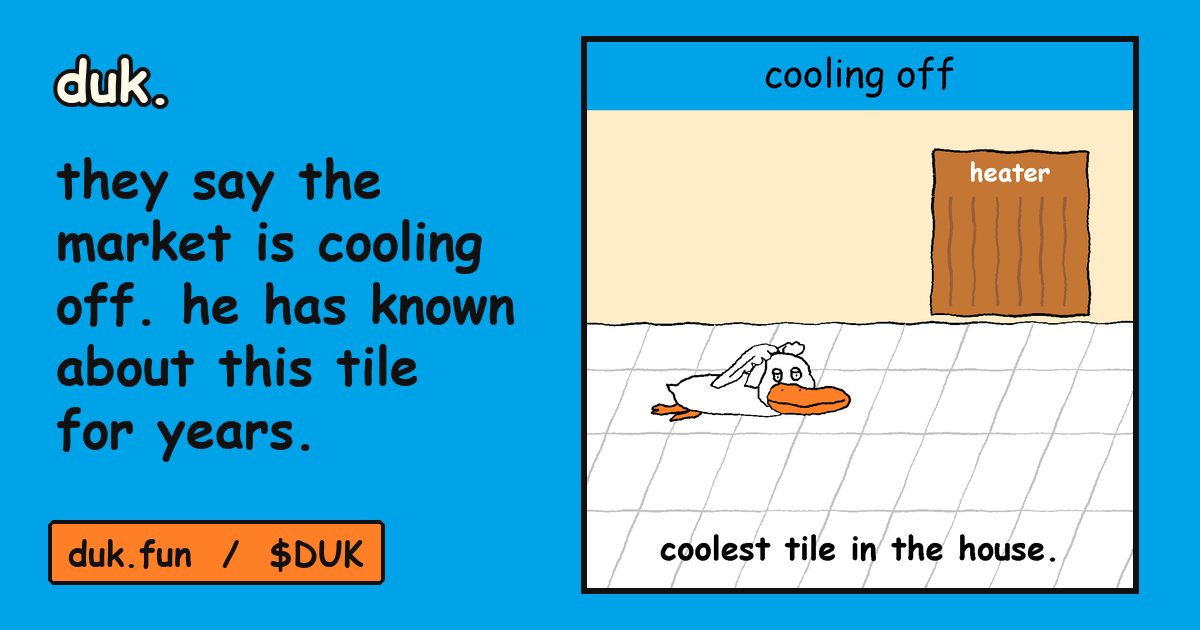 duk.
they say the
market is cooling
off. he has known
about this tile
for years.
duk.fun / $DUK
cooling off
heater
coolest tile in the house.